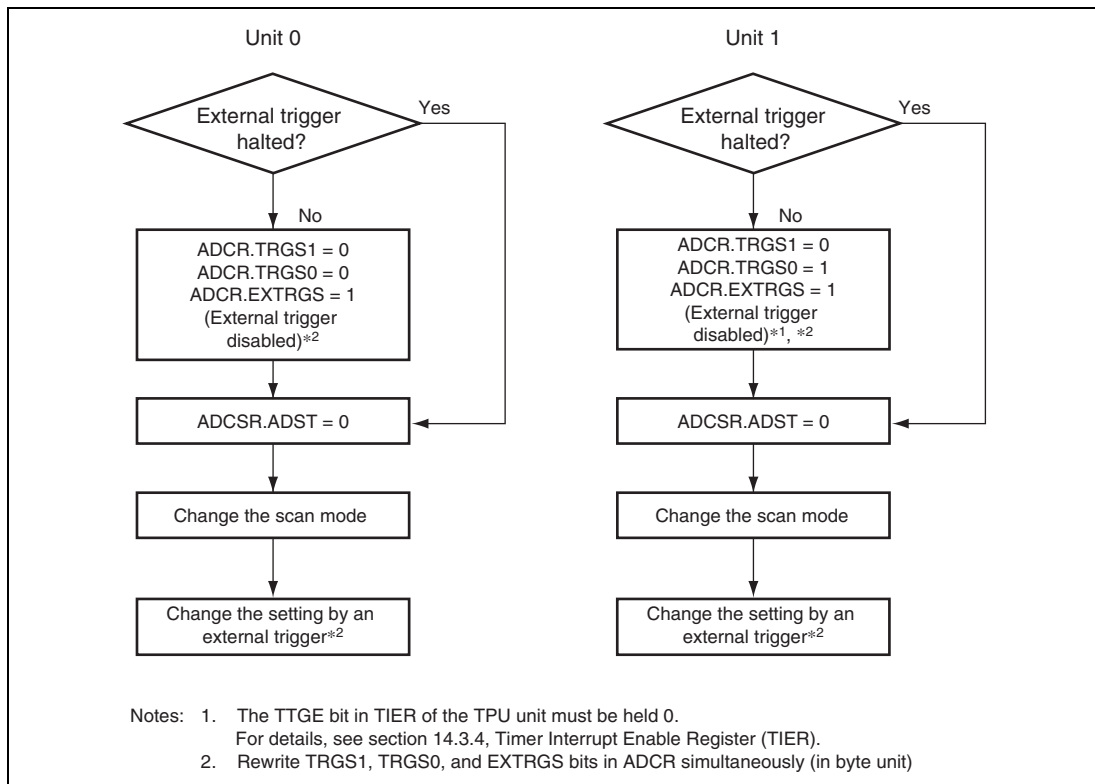 Unit 0
External trigger
halted?
Yes
No
ADCR.TRGS1 = 0
ADCR.TRGS0 = 0
ADCR.EXTRGS = 1
(External trigger
disabled)*2
ADCSR.ADST = 0
Change the scan mode
Change the setting by an
external trigger*2
Unit 1
External trigger
halted?
Yes
No
ADCR.TRGS1 = 0
ADCR.TRGS0 = 1
ADCR.EXTRGS = 1
(External trigger
disabled)*1, *2
ADCSR.ADST = 0
Change the scan mode
Change the setting by an
external trigger*2
Notes: 1. The TTGE bit in TIER of the TPU unit must be held 0.
For details, see section 14.3.4, Timer Interrupt Enable Register (TIER).
2. Rewrite TRGS1, TRGS0, and EXTRGS bits in ADCR simultaneously (in byte unit)